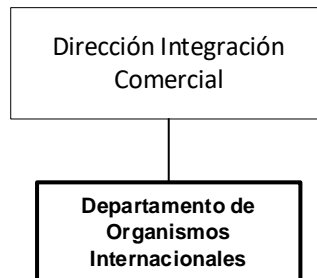 Dirección Integración
Comercial
Departamento de
Organismos
Internacionales